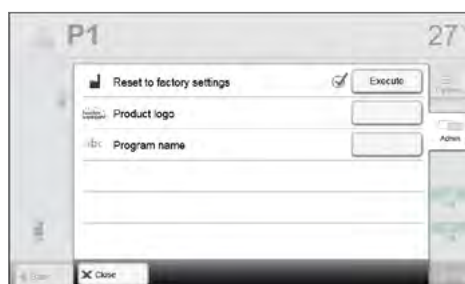 P1
27
Reset to factory settings
Execute
Product logo
Program name
abc
Admin
Close